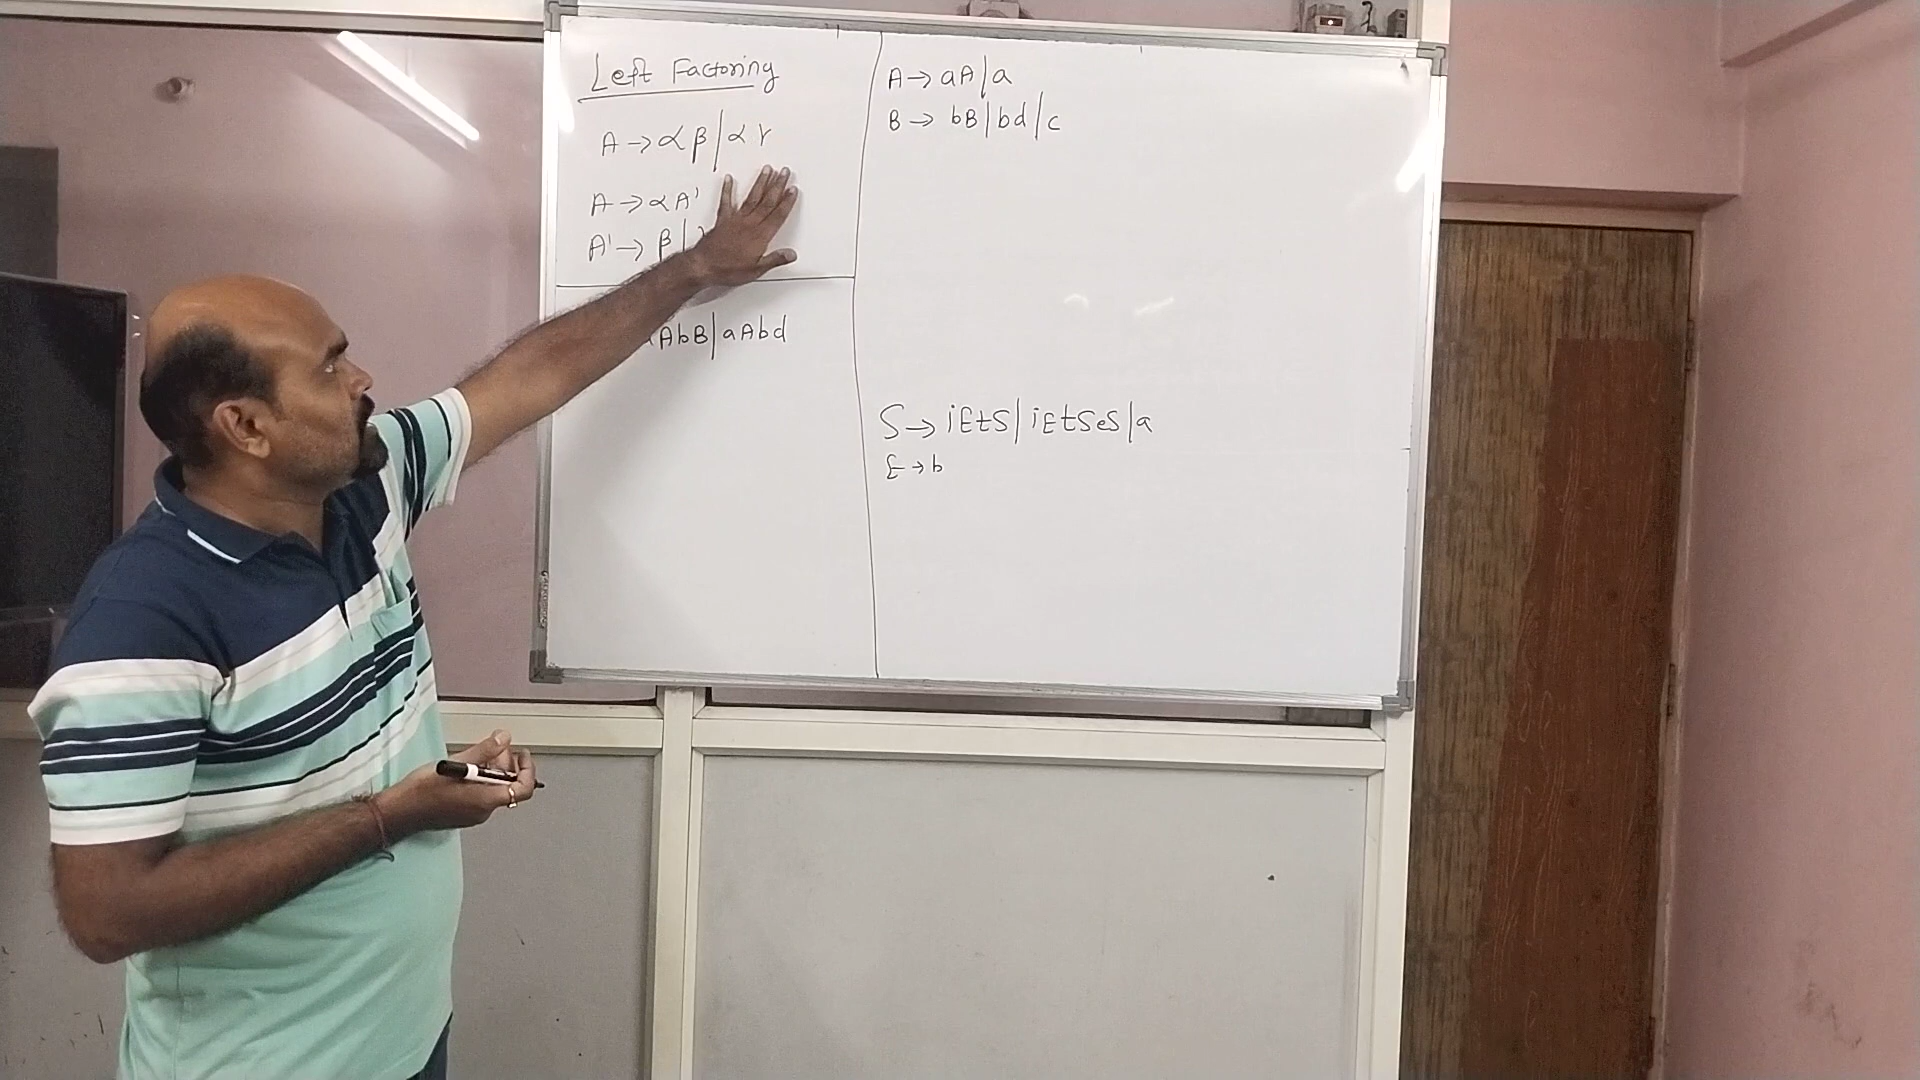 Left Factoring
A → αβ | αγ
A → αA'
A' → β |
AbB | aAbd
A → aA | a
B → bB | bd | c
S → iEtS | iEtSeS | a
E → b